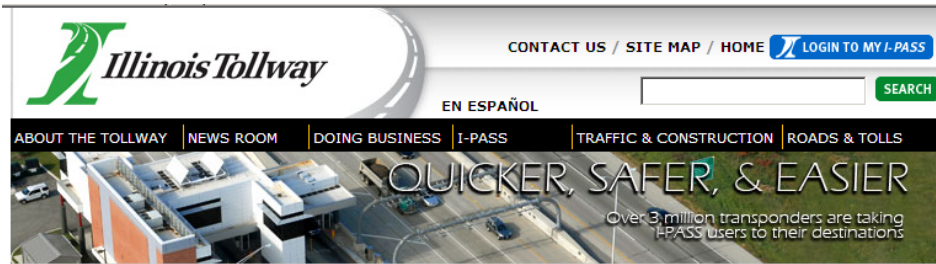 Illinois Tollway
CONTACT US / SITE MAP / HOME
LOGIN TO MY I-PASS
SEARCH
EN ESPAÑOL
ABOUT THE TOLLWAY
NEWS ROOM
DOING BUSINESS
I-PASS
TRAFFIC & CONSTRUCTION
ROADS & TOLLS
QUICKER, SAFER, & EASIER
Over 3 million transponders are taking
I-PASS users to their destinations